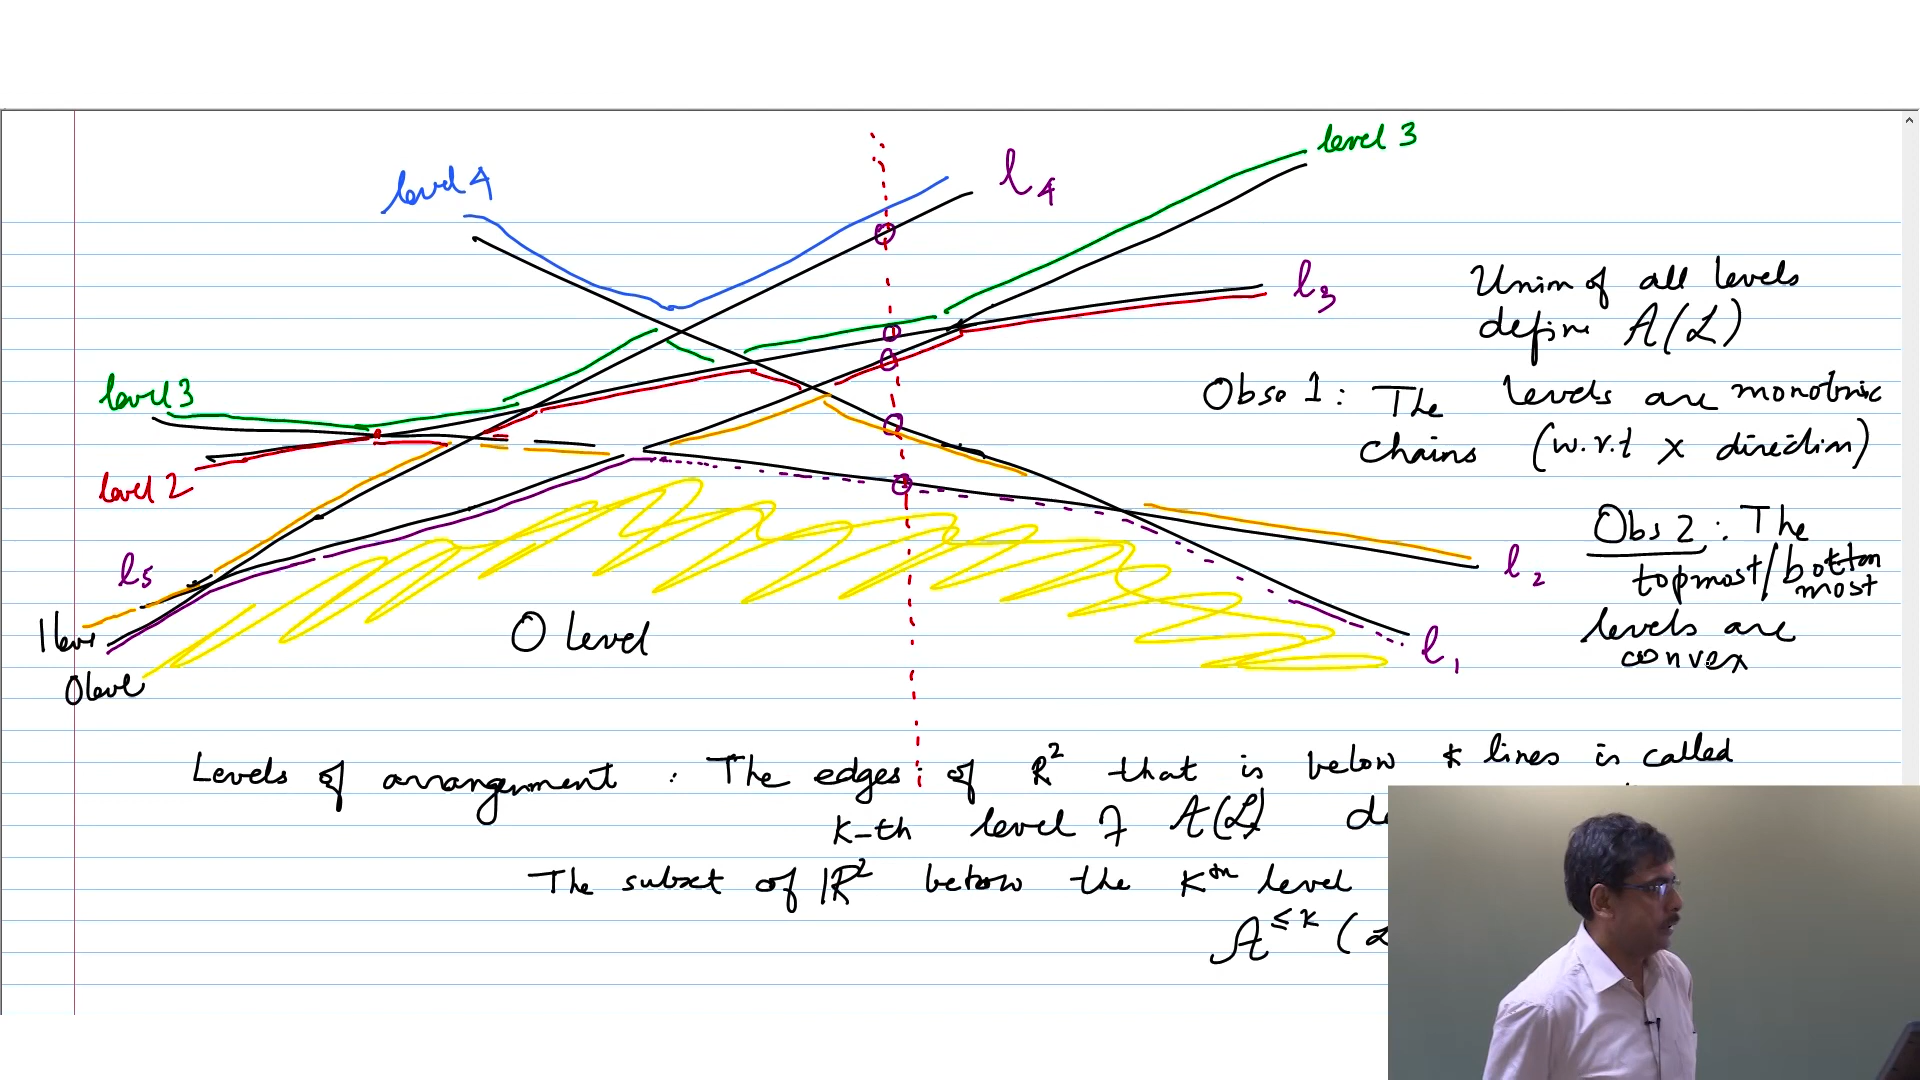 level 3
l4
level 4
l3
Union of all levels
define A(L)
level 3
Obso 1: The levels are monotonic
chains (w.r.t x direction)
level 2
Obs 2: The
topmost/bottom
most
l5
l2
levels are
convex
1 level
0 level
l1
0 level
Levels of arrangement : The edges of R² that is below k lines is called
K-th level of A(L)
The subset of R² below the Kth level
A≤k (L